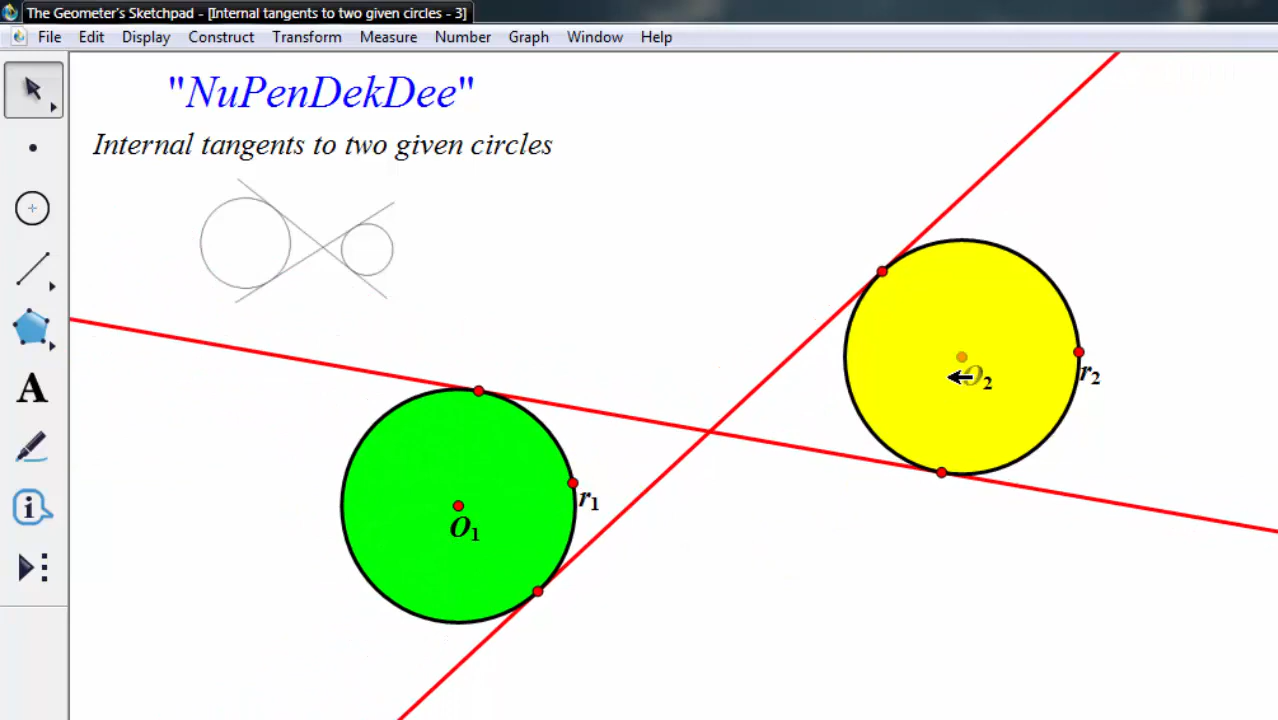 The Geometer's Sketchpad - [Internal tangents to two given circles - 3]
File Edit Display Construct Transform Measure Number Graph Window Help
"NuPenDekDee"
Internal tangents to two given circles
O2
r2
r1
O1
A
i